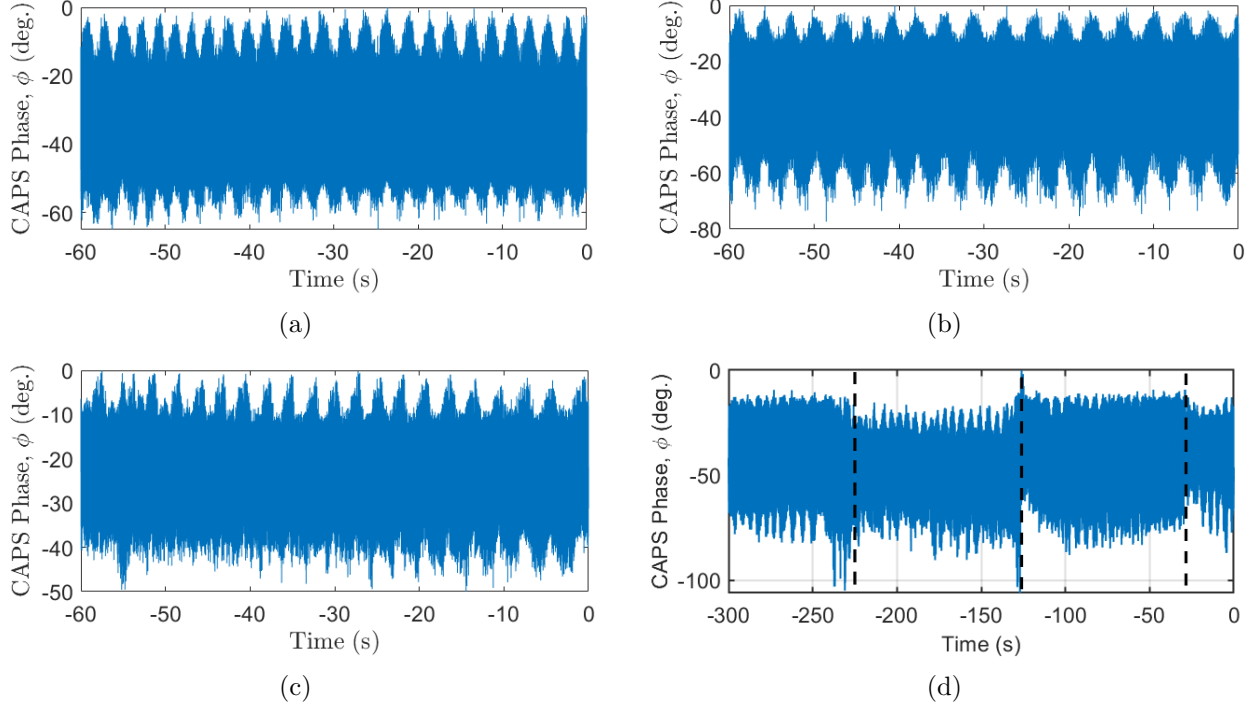 0
-20
-40
-60
CAPS Phase, ϕ (deg.)
-60 -50 -40 -30 -20 -10 0
Time (s)
(a)
0
-20
-40
-60
-80
CAPS Phase, ϕ (deg.)
-60 -50 -40 -30 -20 -10 0
Time (s)
(b)
0
-10
-20
-30
-40
-50
CAPS Phase, ϕ (deg.)
-60 -50 -40 -30 -20 -10 0
Time (s)
(c)
0
-50
-100
CAPS Phase, ϕ (deg.)
-300 -250 -200 -150 -100 -50 0
Time (s)
(d)